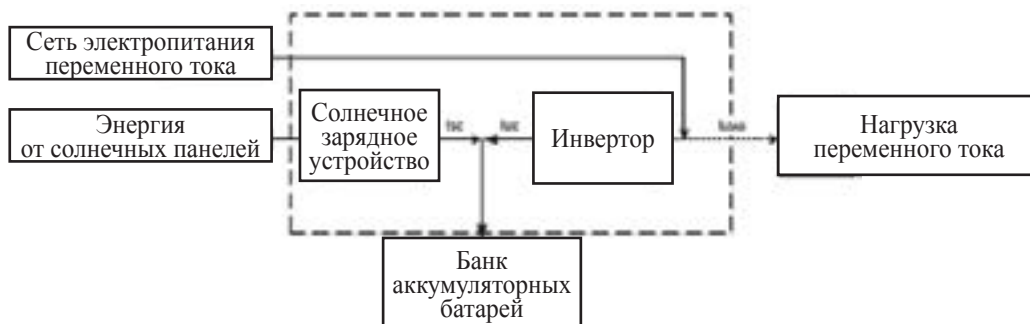 Сеть электропитания
переменного тока
Энергия
от солнечных панелей
Солнечное
зарядное
устройство
Инвертор
Нагрузка
переменного тока
Банк
аккумуляторных
батарей